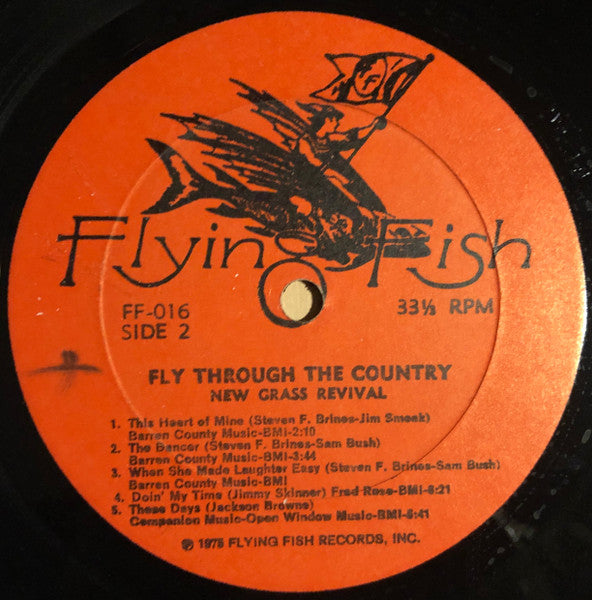 Flying Fish
FF-016
SIDE 2
33⅓ RPM
FLY THROUGH THE COUNTRY
NEW GRASS REVIVAL
1. This Heart of Mine (Steven F. Brines-Jim Smoak)
Barren County Music-BMI-2:10
2. The Dancer (Steven F. Brines-Sam Bush)
Barren County Music-BMI-3:44
3. When She Made Laughter Easy (Steven F. Brines-Sam Bush)
Barren County Music-BMI
4. Doin' My Time (Jimmy Skinner) Fred Rose-BMI-6:21
5. These Days (Jackson Browne)
Companion Music-Open Window Music-BMI-5:41
℗ 1975 FLYING FISH RECORDS, INC.